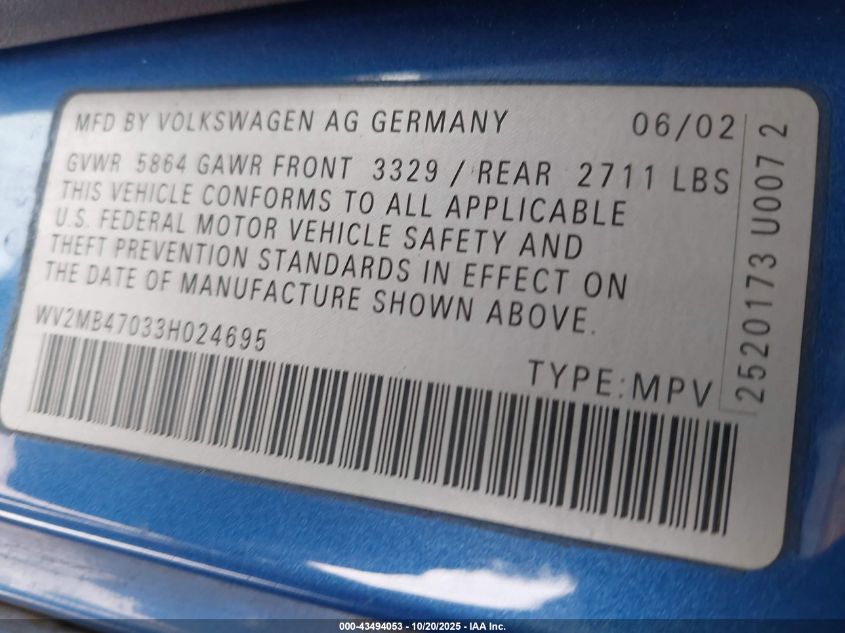 MFD BY VOLKSWAGEN AG GERMANY 06/02
GVWR 5864 GAWR FRONT 3329 / REAR 2711 LBS
THIS VEHICLE CONFORMS TO ALL APPLICABLE
U.S. FEDERAL MOTOR VEHICLE SAFETY AND
THEFT PREVENTION STANDARDS IN EFFECT ON
THE DATE OF MANUFACTURE SHOWN ABOVE.
WV2MB47033H024695
TYPE:MPV
2520173 U007 2
000-43494053 - 10/20/2025 - IAA Inc.